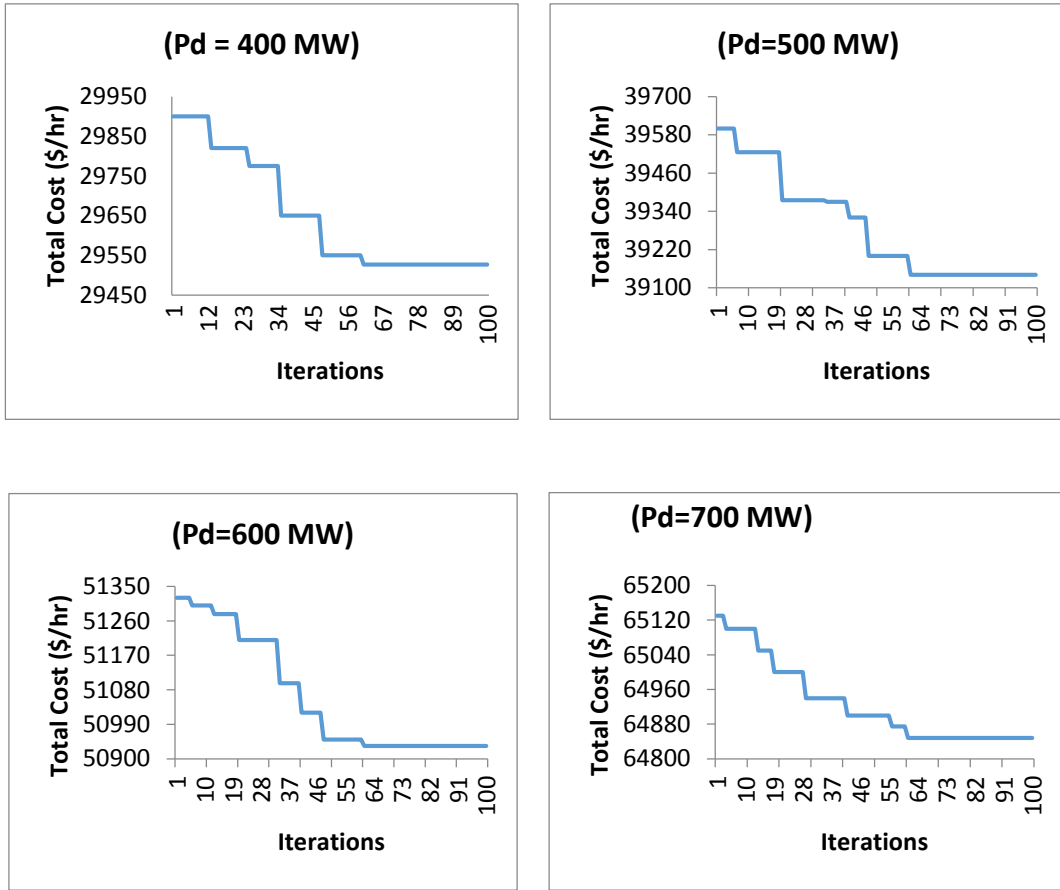 (Pd = 400 MW)
Total Cost ($/hr)
29950
29850
29750
29650
29550
29450
1 12 23 34 45 56 67 78 89 100
Iterations
(Pd=500 MW)
Total Cost ($/hr)
39700
39580
39460
39340
39220
39100
1 10 19 28 37 46 55 64 73 82 91 100
Iterations
(Pd=600 MW)
Total Cost ($/hr)
51350
51260
51170
51080
50990
50900
1 10 19 28 37 46 55 64 73 82 91 100
Iterations
(Pd=700 MW)
Total Cost ($/hr)
65200
65120
65040
64960
64880
64800
1 10 19 28 37 46 55 64 73 82 91 100
Iterations